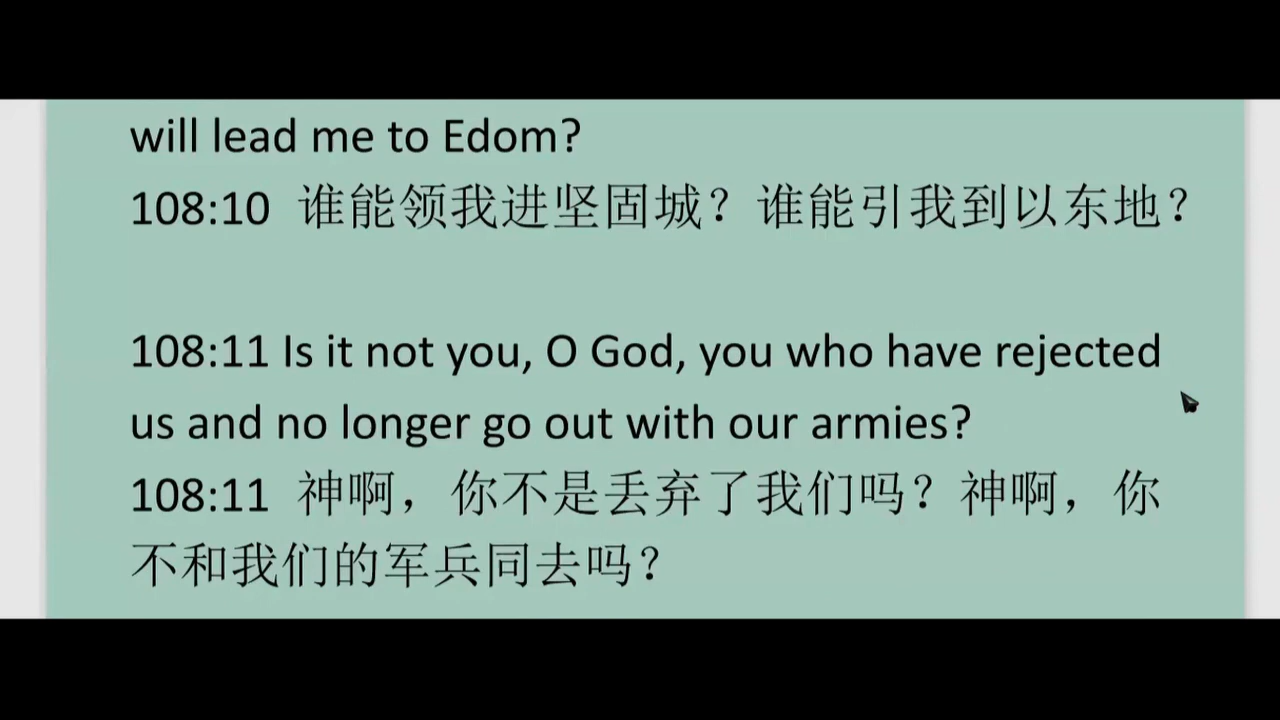 will lead me to Edom?
108:10 谁能领我进坚固城？谁能引我到以东地？
108:11 Is it not you, O God, you who have rejected
us and no longer go out with our armies?
108:11 神啊，你不是丢弃了我们吗？神啊，你
不和我们的军兵同去吗？